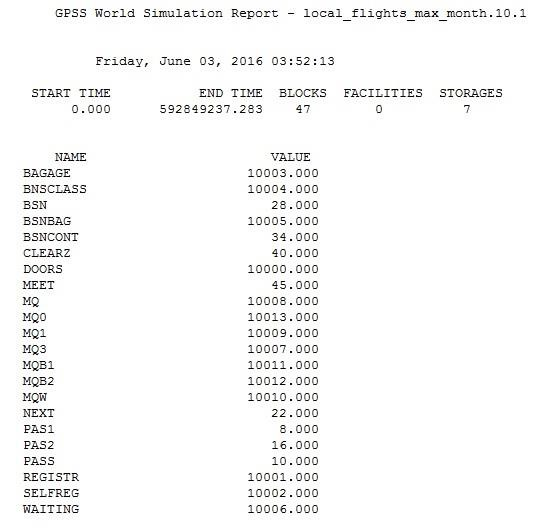 GPSS World Simulation Report - local_flights_max_month.10.1
Friday, June 03, 2016 03:52:13
START TIME END TIME BLOCKS FACILITIES STORAGES
0.000 592849237.283 47 0 7
NAME VALUE
BAGAGE 10003.000
BNSCLASS 10004.000
BSN 28.000
BSNBAG 10005.000
BSNCONT 34.000
CLEARZ 40.000
DOORS 10000.000
MEET 45.000
MQ 10008.000
MQ0 10013.000
MQ1 10009.000
MQ3 10007.000
MQB1 10011.000
MQB2 10012.000
MQW 10010.000
NEXT 22.000
PAS1 8.000
PAS2 16.000
PASS 10.000
REGISTR 10001.000
SELFREG 10002.000
WAITING 10006.000